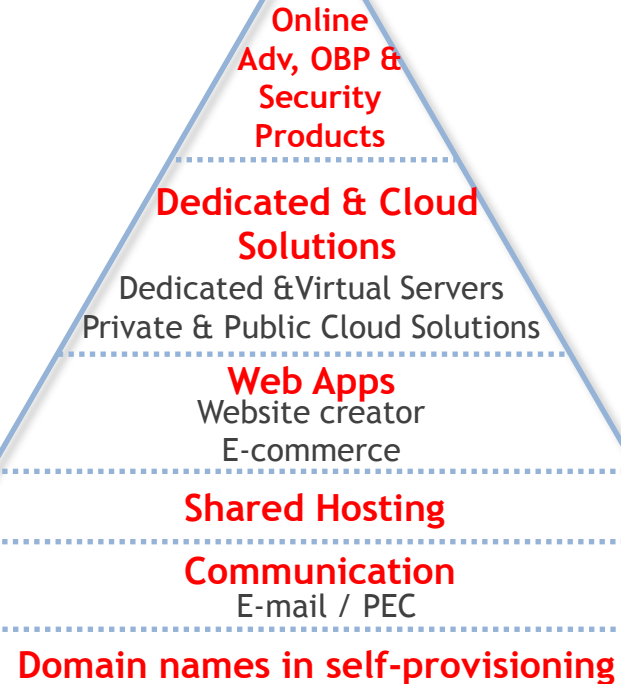 Online
Adv, OBP &
Security
Products
Dedicated & Cloud
Solutions
Dedicated &Virtual Servers
Private & Public Cloud Solutions
Web Apps
Website creator
E-commerce
Shared Hosting
Communication
E-mail / PEC
Domain names in self-provisioning